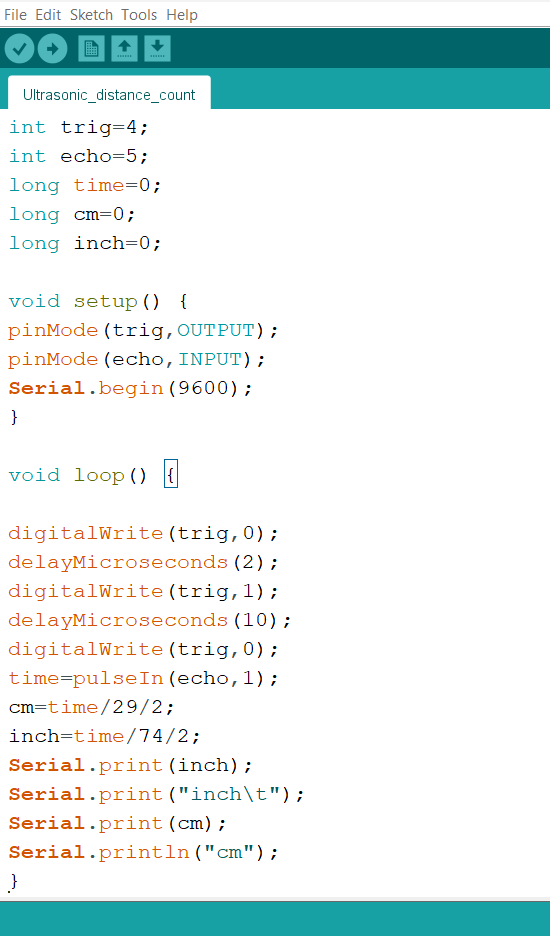 File Edit Sketch Tools Help
Ultrasonic_distance_count
int trig=4;
int echo=5;
long time=0;
long cm=0;
long inch=0;
void setup() {
pinMode(trig,OUTPUT);
pinMode(echo,INPUT);
Serial.begin(9600);
}
void loop() {
digitalWrite(trig,0);
delayMicroseconds(2);
digitalWrite(trig,1);
delayMicroseconds(10);
digitalWrite(trig,0);
time=pulseIn(echo,1);
cm=time/29/2;
inch=time/74/2;
Serial.print(inch);
Serial.print("inch\t");
Serial.print(cm);
Serial.println("cm");
}